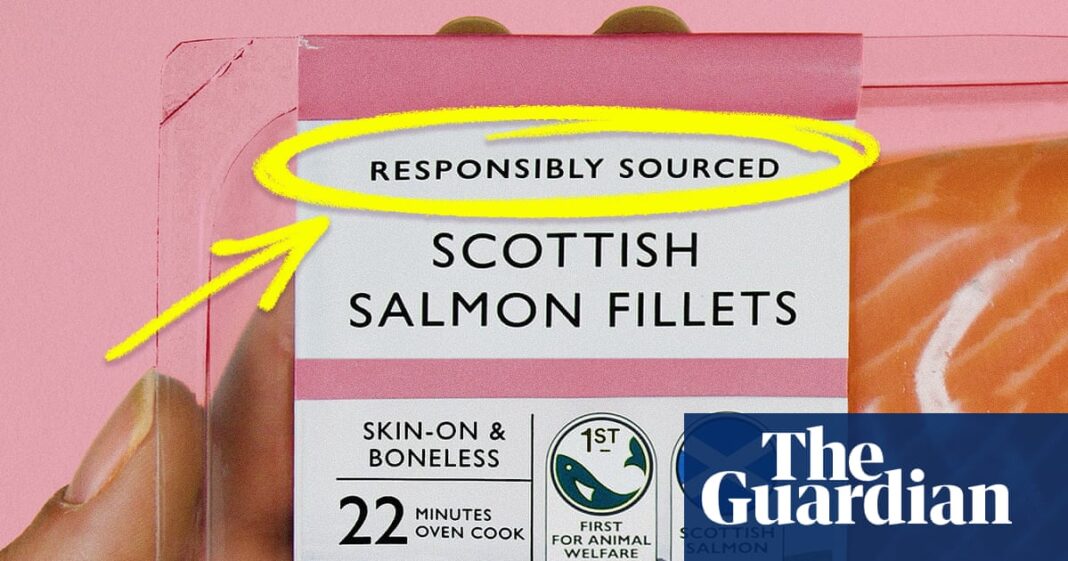 RESPONSIBLY SOURCED
SCOTTISH
SALMON FILLETS
SKIN-ON &
BONELESS
22 MINUTES
OVEN COOK
1ST
FIRST
FOR ANIMAL
WELFARE
SCOTTISH
SALMON
The
Guardian